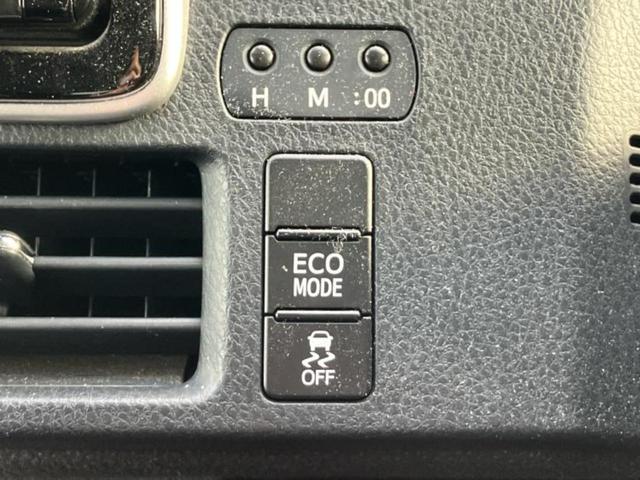 H M :00
ECO
MODE
OFF